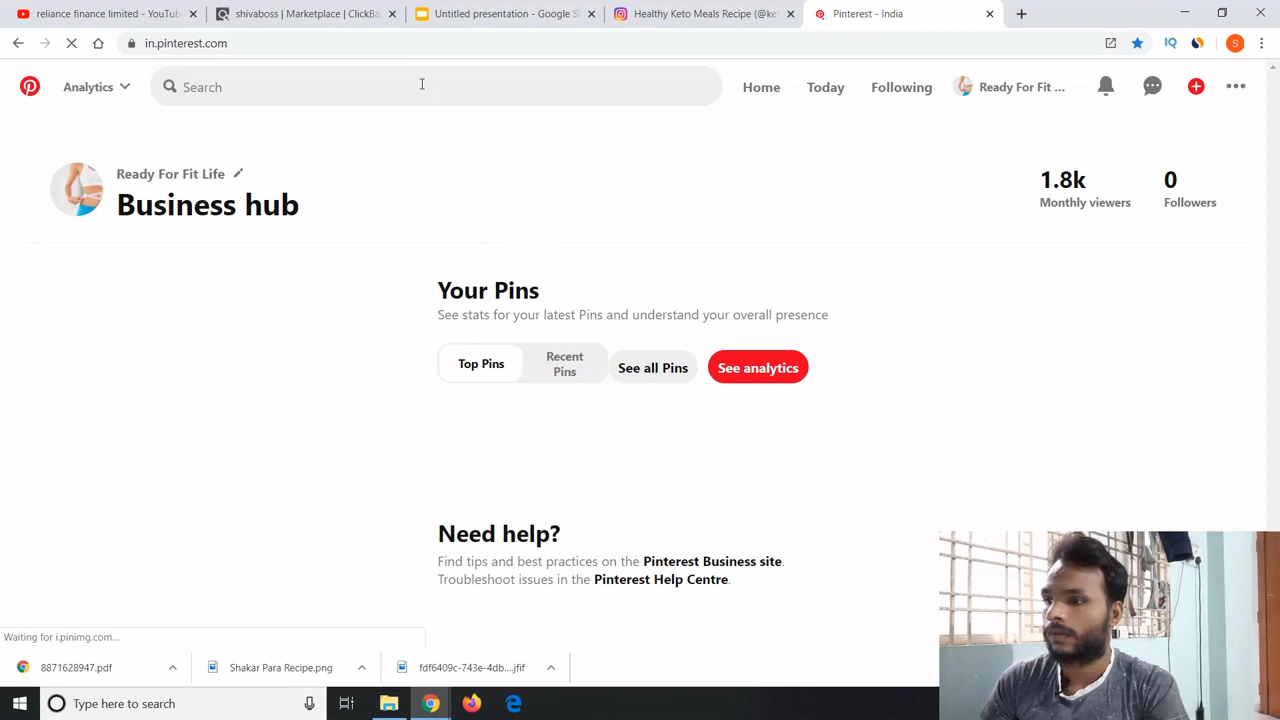 reliance finance limited - YouTub
shivaboss | Marketplace | ClickBa
Untitled presentation - Google S
Healthy Keto Meals Recipe (@ke
Pinterest - India
in.pinterest.com
IQ
S
Analytics
Search
Home
Today
Following
Ready For Fit ...
Ready For Fit Life
Business hub
1.8k
Monthly viewers
0
Followers
Your Pins
See stats for your latest Pins and understand your overall presence
Top Pins
Recent
Pins
See all Pins
See analytics
Need help?
Find tips and best practices on the Pinterest Business site.
Troubleshoot issues in the Pinterest Help Centre.
Waiting for i.pinimg.com...
8871628947.pdf
Shakar Para Recipe.png
fdf6409c-743e-4db....jfif
Type here to search